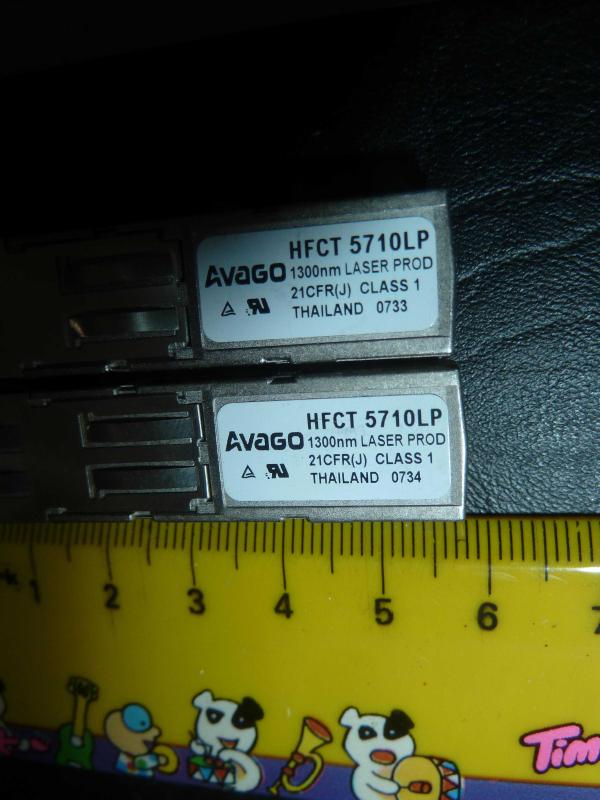 HFCT 5710LP
AVAGO
1300nm LASER PROD
21CFR(J) CLASS 1
THAILAND 0733
HFCT 5710LP
AVAGO
1300nm LASER PROD
21CFR(J) CLASS 1
THAILAND 0734
1 2 3 4 5 6 7
Tim